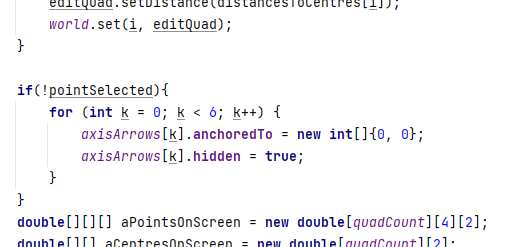 editQuad.setDistance(distancesToCentres[i]);
world.set(i, editQuad);
}
if(!pointSelected){
for (int k = 0; k < 6; k++) {
axisArrows[k].anchoredTo = new int[]{0, 0};
axisArrows[k].hidden = true;
}
}
double[][][] aPointsOnScreen = new double[quadCount][4][2];
double[][] aCentresOnScreen = new double[quadCount][2];